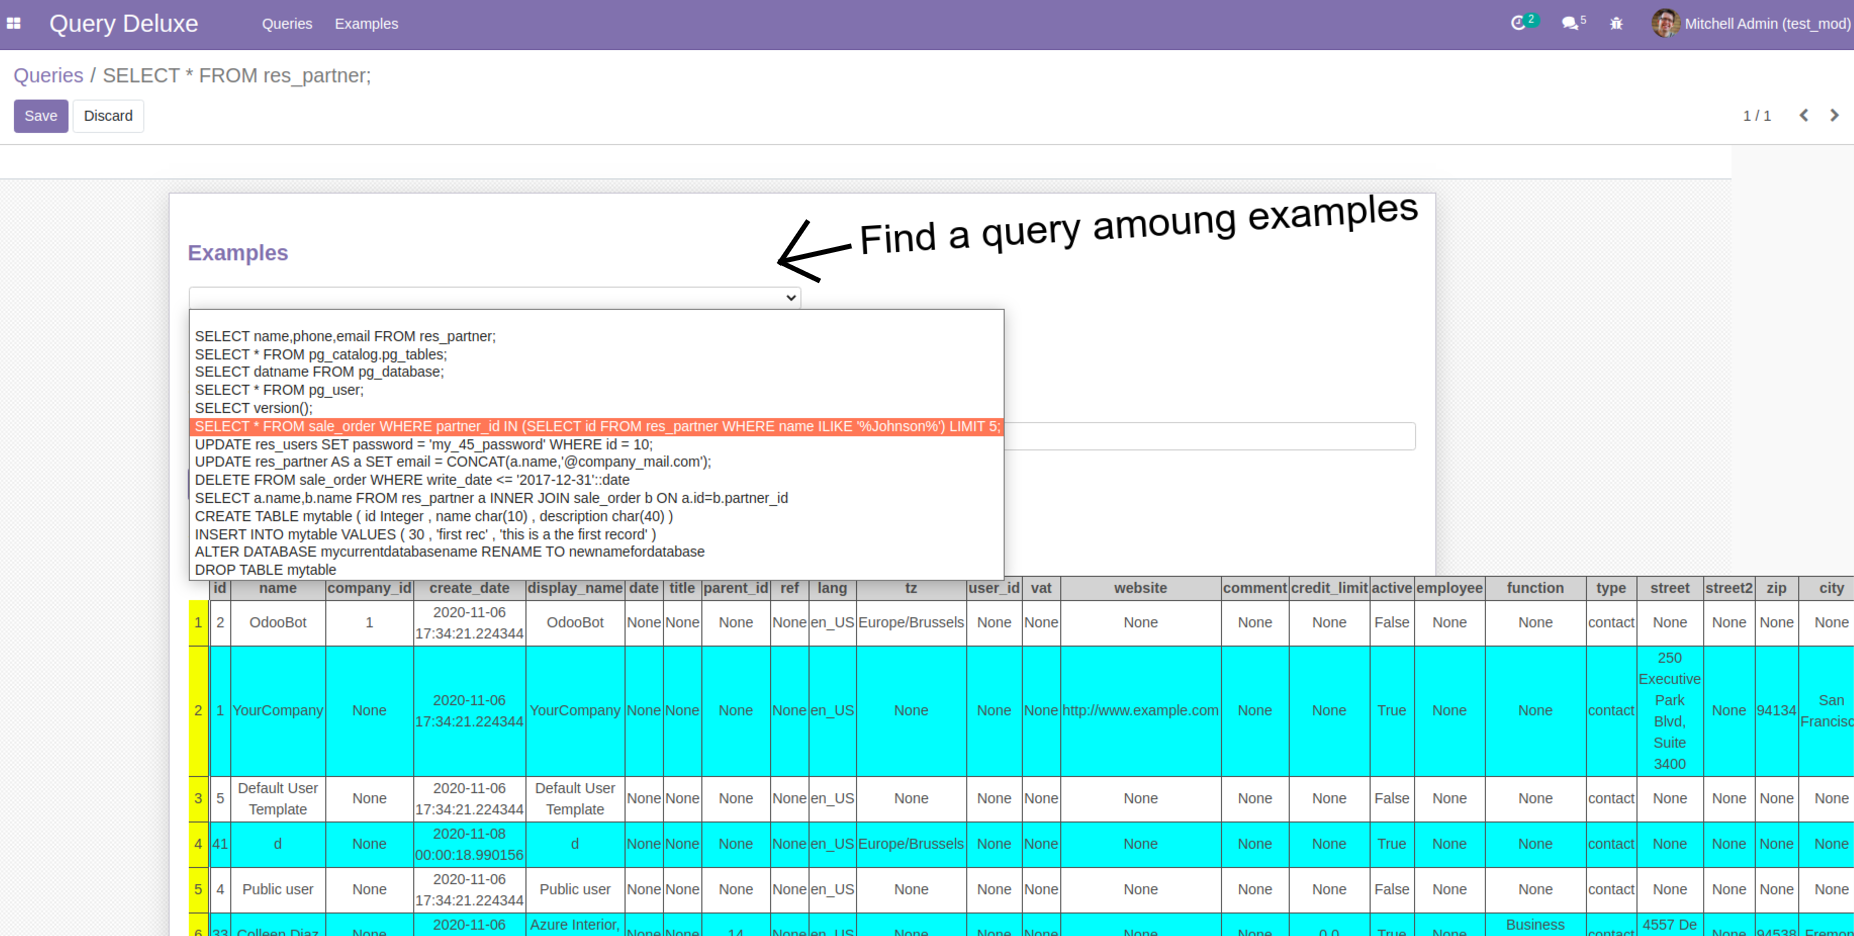 Query Deluxe Queries Examples 2 5 Mitchell Admin (test_mod)
Queries / SELECT * FROM res_partner;
Save Discard 1 / 1
Find a query amoung examples
Examples
SELECT name,phone,email FROM res_partner;
SELECT * FROM pg_catalog.pg_tables;
SELECT datname FROM pg_database;
SELECT * FROM pg_user;
SELECT version();
SELECT * FROM sale_order WHERE partner_id IN (SELECT id FROM res_partner WHERE name ILIKE '%Johnson%') LIMIT 5;
UPDATE res_users SET password = 'my_45_password' WHERE id = 10;
UPDATE res_partner AS a SET email = CONCAT(a.name,'@company_mail.com');
DELETE FROM sale_order WHERE write_date <= '2017-12-31'::date
SELECT a.name,b.name FROM res_partner a INNER JOIN sale_order b ON a.id=b.partner_id
CREATE TABLE mytable ( id Integer , name char(10) , description char(40) )
INSERT INTO mytable VALUES ( 30 , 'first rec' , 'this is a the first record' )
ALTER DATABASE mycurrentdatabasename RENAME TO newnamefordatabase
DROP TABLE mytable
id name company_id create_date display_name date title parent_id ref lang tz user_id vat website comment credit_limit active employee function type street street2 zip city
1 2 OdooBot 1 2020-11-06 17:34:21.224344 OdooBot None None None None en_US Europe/Brussels None None None None None False None None contact None None None None
2 1 YourCompany None 2020-11-06 17:34:21.224344 YourCompany None None None None en_US None None None http://www.example.com None None True None None contact 250 Executive Park Blvd, Suite 3400 None 94134 San Francisc
3 5 Default User Template None 2020-11-06 17:34:21.224344 Default User Template None None None None en_US None None None None None None False None None contact None None None None
4 41 d None 2020-11-08 00:00:18.990156 d None None None None en_US Europe/Brussels None None None None None True None None contact None None None None
5 4 Public user None 2020-11-06 17:34:21.224344 Public user None None None None en_US None None None None None None False None None contact None None None None
6 33 Colleen Diaz None 2020-11-06 Azure Interior, None None 14 None en_US None None None None None 0.0 True None Business contact 4557 De None 94538 Fremon